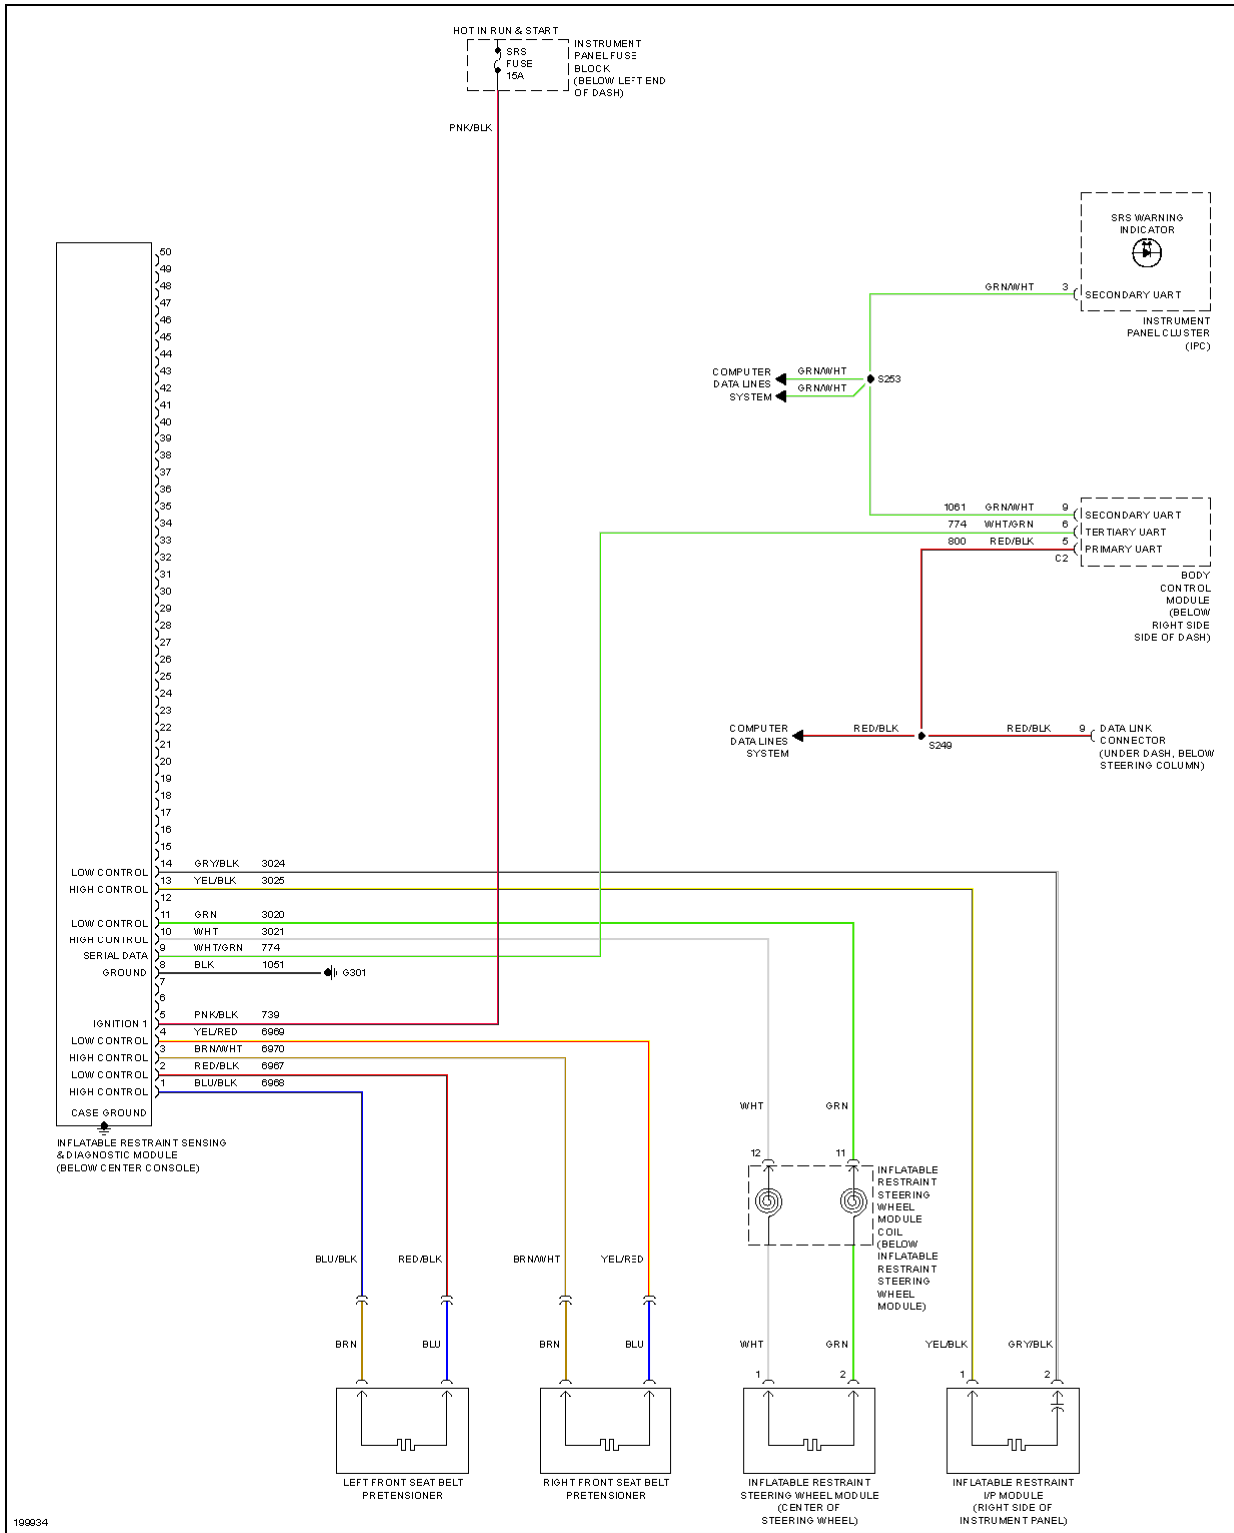 HOT IN RUN & START
SRS
FUSE
15A
INSTRUMENT
PANEL FUSE
BLOCK
(BELOW LEFT END
OF DASH)
PNK/BLK
SRS WARNING
INDICATOR
GRN/WHT 3 SECONDARY UART
INSTRUMENT
PANEL CLUSTER
(IPC)
COMPUTER
DATA LINES
SYSTEM
GRN/WHT
GRN/WHT
S253
1061 GRN/WHT 9 SECONDARY UART
774 WHT/GRN 6 TERTIARY UART
800 RED/BLK 5 PRIMARY UART
C2
BODY
CONTROL
MODULE
(BELOW
RIGHT SIDE
SIDE OF DASH)
COMPUTER
DATA LINES
SYSTEM
RED/BLK
S249
RED/BLK 9
DATA LINK
CONNECTOR
(UNDER DASH, BELOW
STEERING COLUMN)
50
49
48
47
46
45
44
43
42
41
40
39
38
37
36
35
34
33
32
31
30
29
28
27
26
25
24
23
22
21
20
19
18
17
16
15
LOW CONTROL 14 GRY/BLK 3024
HIGH CONTROL 13 YEL/BLK 3025
12
LOW CONTROL 11 GRN 3020
HIGH CONTROL 10 WHT 3021
SERIAL DATA 9 WHT/GRN 774
GROUND 8 BLK 1051 G301
7
6
IGNITION 1 5 PNK/BLK 739
LOW CONTROL 4 YEL/RED 6969
HIGH CONTROL 3 BRN/WHT 6970
LOW CONTROL 2 RED/BLK 6967
HIGH CONTROL 1 BLU/BLK 6968
CASE GROUND
INFLATABLE RESTRAINT SENSING
& DIAGNOSTIC MODULE
(BELOW CENTER CONSOLE)
WHT GRN
12 11
INFLATABLE
RESTRAINT
STEERING
WHEEL
MODULE
COIL
(BELOW
INFLATABLE
RESTRAINT
STEERING
WHEEL
MODULE)
BLU/BLK RED/BLK BRN/WHT YEL/RED
BRN BLU BRN BLU WHT GRN YEL/BLK GRY/BLK
1 2 1 2
LEFT FRONT SEAT BELT
PRETENSIONER
RIGHT FRONT SEAT BELT
PRETENSIONER
INFLATABLE RESTRAINT
STEERING WHEEL MODULE
(CENTER OF
STEERING WHEEL)
INFLATABLE RESTRAINT
I/P MODULE
(RIGHT SIDE OF
INSTRUMENT PANEL)
199934